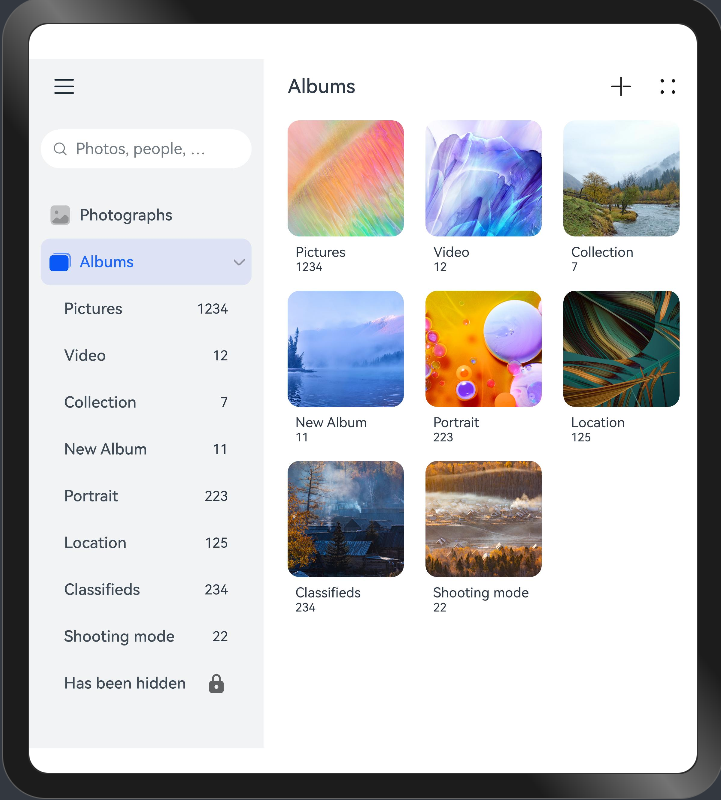 Photos, people, ...
Photographs
Albums
Pictures 1234
Video 12
Collection 7
New Album 11
Portrait 223
Location 125
Classifieds 234
Shooting mode 22
Has been hidden
Albums
Pictures
1234
Video
12
Collection
7
New Album
11
Portrait
223
Location
125
Classifieds
234
Shooting mode
22